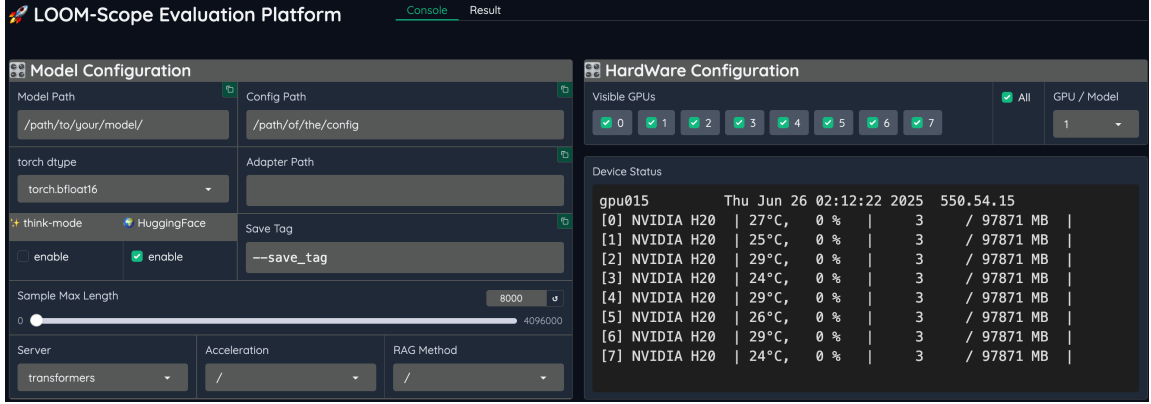 🚀 LOOM-Scope Evaluation Platform
Console Result
🎛 Model Configuration
Model Path
/path/to/your/model/
Config Path
/path/of/the/config
torch dtype
torch.bfloat16
Adapter Path
✨ think-mode
🌍 HuggingFace
enable
enable
Save Tag
--save_tag
Sample Max Length
8000
0
4096000
Server
transformers
Acceleration
/
RAG Method
/
🎛 HardWare Configuration
Visible GPUs
0 1 2 3 4 5 6 7
All
GPU / Model
1
Device Status
gpu015 Thu Jun 26 02:12:22 2025 550.54.15
[0] NVIDIA H20 | 27°C, 0 % | 3 / 97871 MB |
[1] NVIDIA H20 | 25°C, 0 % | 3 / 97871 MB |
[2] NVIDIA H20 | 29°C, 0 % | 3 / 97871 MB |
[3] NVIDIA H20 | 24°C, 0 % | 3 / 97871 MB |
[4] NVIDIA H20 | 29°C, 0 % | 3 / 97871 MB |
[5] NVIDIA H20 | 26°C, 0 % | 3 / 97871 MB |
[6] NVIDIA H20 | 29°C, 0 % | 3 / 97871 MB |
[7] NVIDIA H20 | 24°C, 0 % | 3 / 97871 MB |